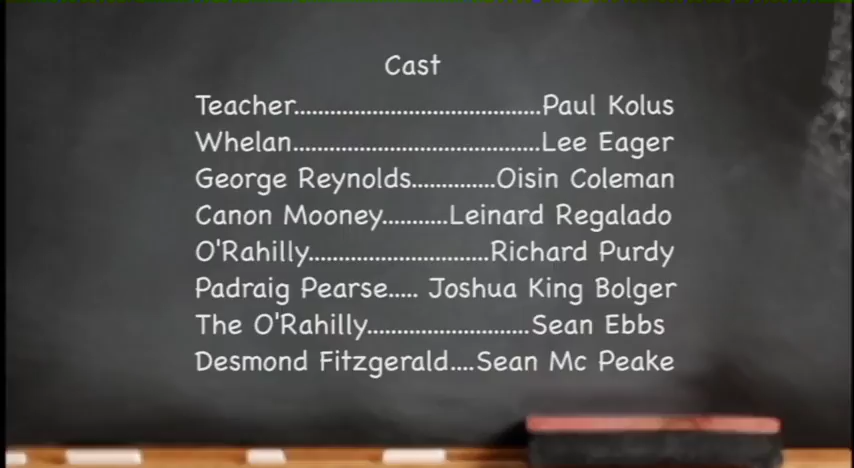 Cast
Teacher.........................................Paul Kolus
Whelan.........................................Lee Eager
George Reynolds..............Oisin Coleman
Canon Mooney...........Leinard Regalado
O'Rahilly..............................Richard Purdy
Padraig Pearse..... Joshua King Bolger
The O'Rahilly...........................Sean Ebbs
Desmond Fitzgerald....Sean Mc Peake